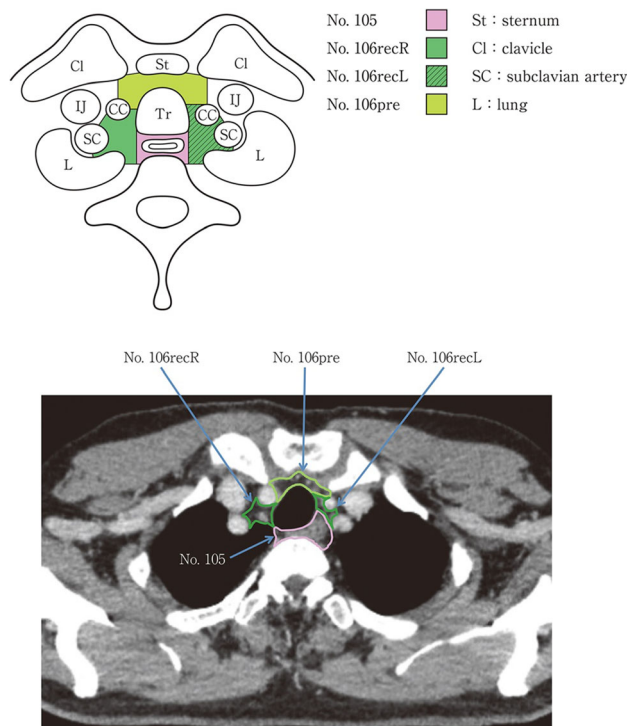 No. 105 St : sternum
No. 106recR Cl : clavicle
No. 106recL SC : subclavian artery
No. 106pre L : lung
Cl St Cl
IJ CC Tr CC IJ
SC SC
L L
No. 106recR No. 106pre No. 106recL
No. 105